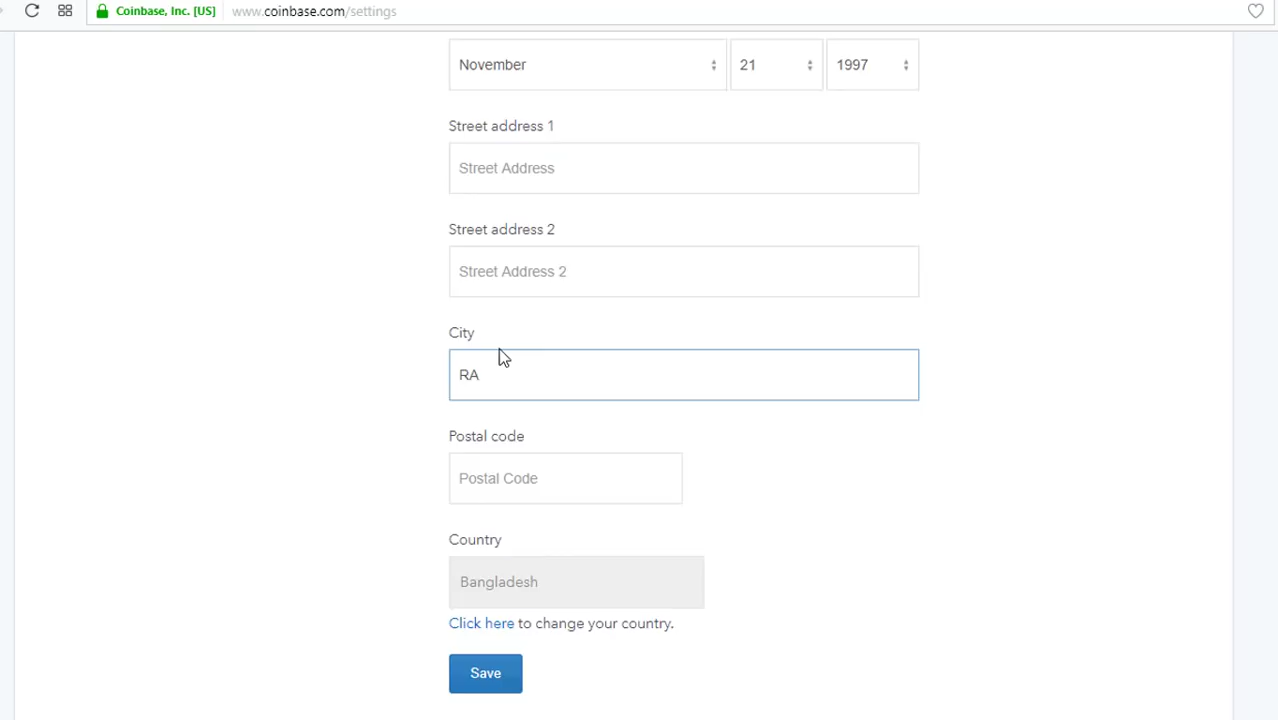 Coinbase, Inc. [US] www.coinbase.com/settings
November 21 1997
Street address 1
Street Address
Street address 2
Street Address 2
City
RA
Postal code
Postal Code
Country
Bangladesh
Click here to change your country.
Save